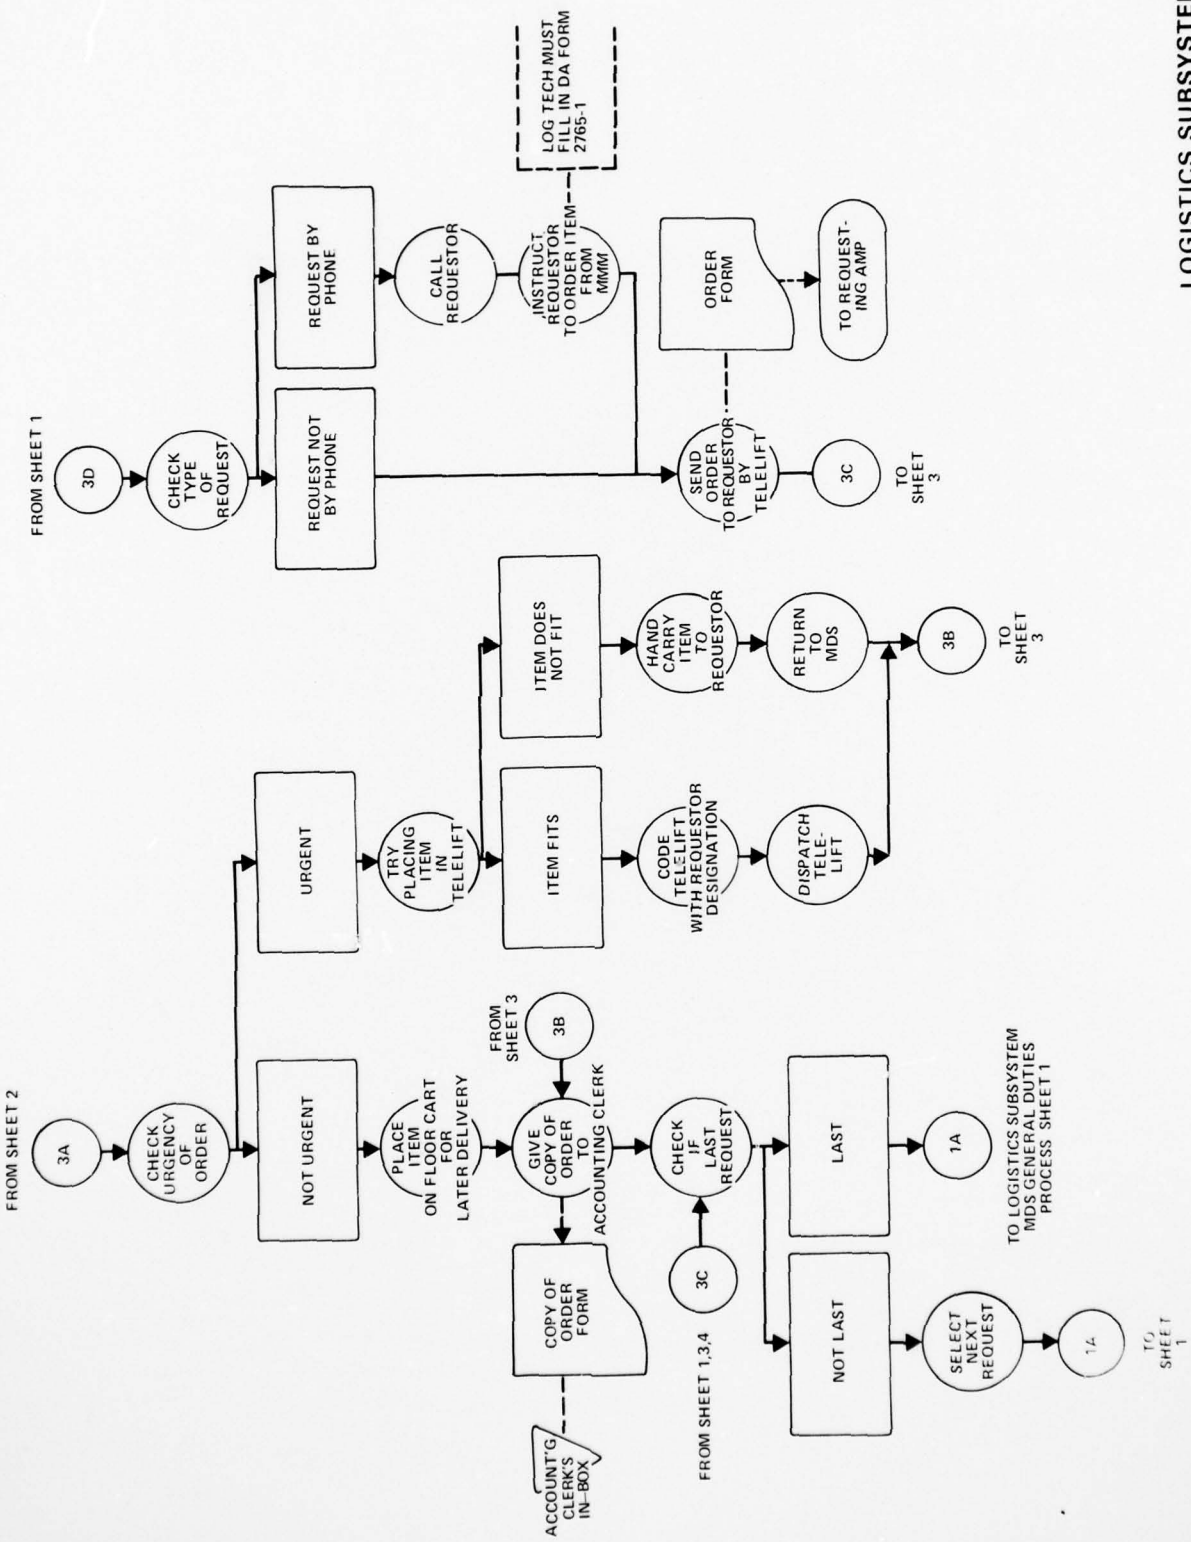 FROM SHEET 2
3A
CHECK
URGENCY
OF
ORDER
NOT URGENT
PLACE
ITEM
ON FLOOR CART
FOR
LATER DELIVERY
FROM
SHEET 3
3B
GIVE
COPY OF
ORDER
TO
ACCOUNTING CLERK
COPY OF
ORDER
FORM
ACCOUNT'G
CLERK'S
IN-BOX
CHECK
IF
LAST
REQUEST
3C
FROM SHEET 1,3,4
LAST
1A
TO LOGISTICS SUBSYSTEM
MDS GENERAL DUTIES
PROCESS SHEET 1
NOT LAST
SELECT
NEXT
REQUEST
1A
TO
SHEET
1
URGENT
TRY
PLACING
ITEM
IN
TELELIFT
ITEM FITS
CODE
TELELIFT
WITH REQUESTOR
DESIGNATION
DISPATCH
TELE-
LIFT
ITEM DOES
NOT FIT
HAND
CARRY
ITEM
TO
REQUESTOR
RETURN
TO
MDS
3B
TO
SHEET
3
FROM SHEET 1
3D
CHECK
TYPE
OF
REQUEST
REQUEST NOT
BY PHONE
REQUEST BY
PHONE
CALL
REQUESTOR
INSTRUCT
REQUESTOR
TO ORDER ITEM
FROM
MMM
LOG TECH MUST
FILL IN DA FORM
2765-1
SEND
ORDER
TO REQUESTOR
BY
TELELIFT
ORDER
FORM
TO REQUEST-
ING AMP
3C
TO
SHEET
3
LOGISTICS SUBSYSTE